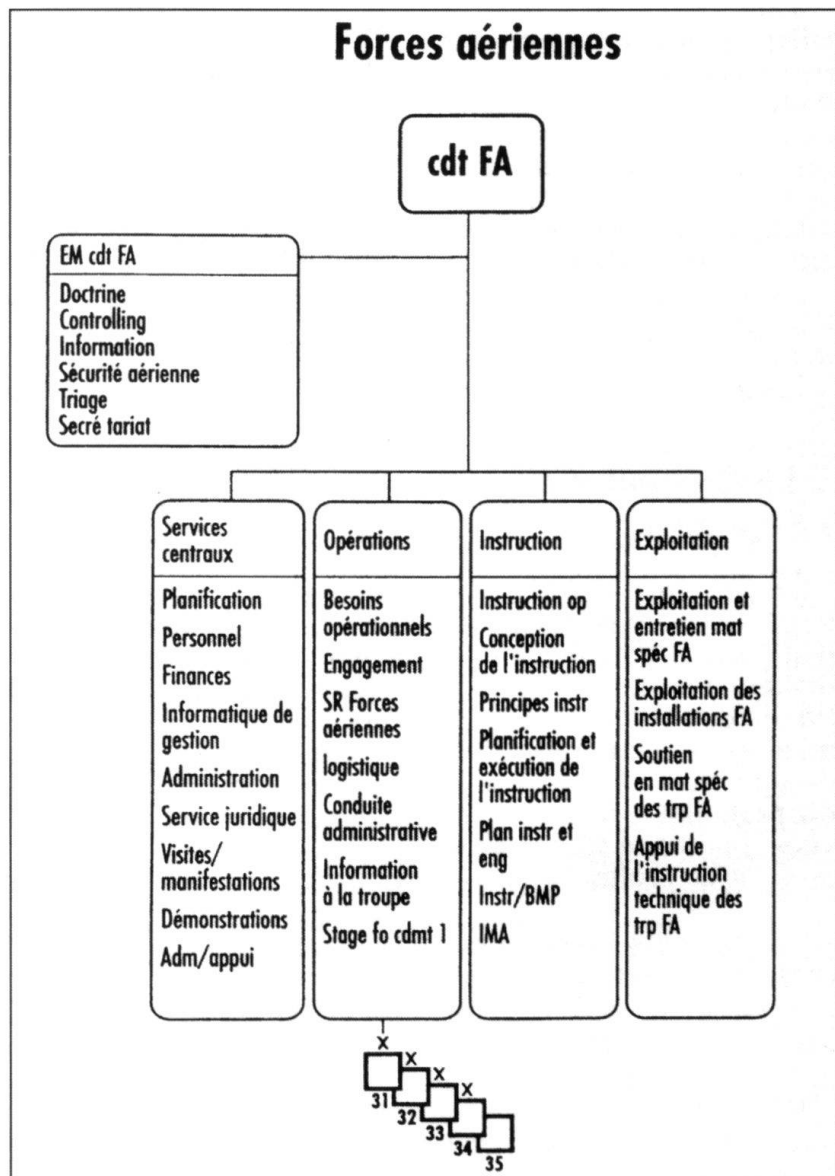 Forces aériennes
cdt FA
EM cdt FA
Doctrine
Controlling
Information
Sécurité aérienne
Triage
Secré tariat
Services
centraux
Planification
Personnel
Finances
Informatique de
gestion
Administration
Service juridique
Visites/
manifestations
Démonstrations
Adm/appui
Opérations
Besoins
opérationnels
Engagement
SR Forces
aériennes
logistique
Conduite
administrative
Information
à la troupe
Stage fo cdmt 1
Instruction
Instruction op
Conception
de l'instruction
Principes instr
Planification et
exécution de
l'instruction
Plan instr et
eng
Instr/BMP
IMA
Exploitation
Exploitation et
entretien mat
spéc FA
Exploitation des
installations FA
Soutien
en mat spéc
des trp FA
Appui de
l'instruction
technique des
trp FA
x
x
x
x
31
32
33
34
35